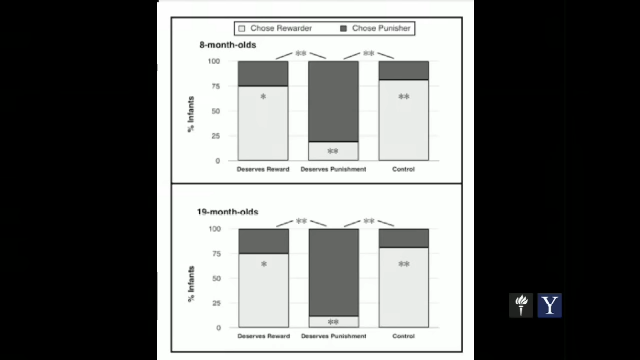 Chose Rewarder Chose Punisher
8-month-olds
** **
100
75
50
25
0
% Infants
*
**
**
Deserves Reward Deserves Punishment Control
19-month-olds
** **
100
75
50
25
0
% Infants
*
**
**
Deserves Reward Deserves Punishment Control
Y